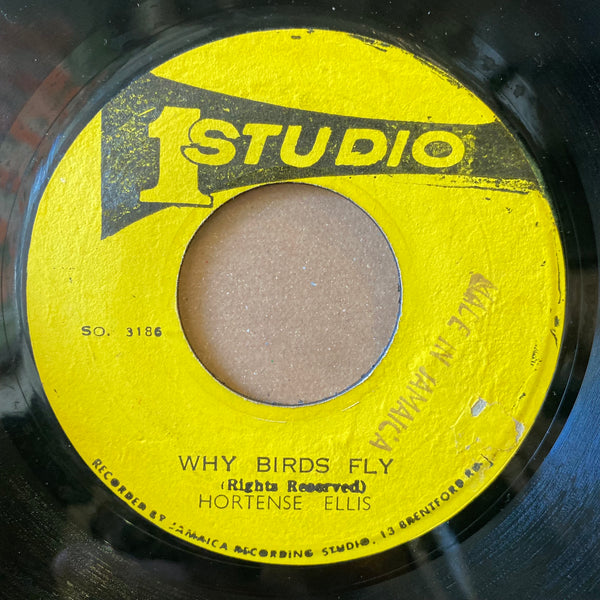 1 STUDIO
SO. 3186
MADE IN JAMAICA
WHY BIRDS FLY
(Rights Reserved)
HORTENSE ELLIS
RECORDED BY JAMAICA RECORDING STUDIO, 13 BRENTFORD RD.